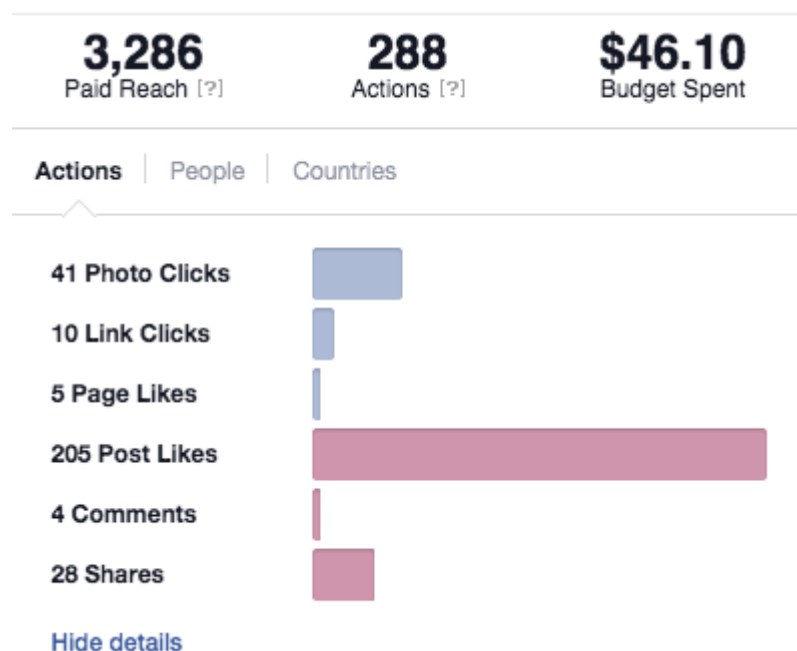 3,286 288 $46.10
Paid Reach [?] Actions [?] Budget Spent
Actions People Countries
41 Photo Clicks
10 Link Clicks
5 Page Likes
205 Post Likes
4 Comments
28 Shares
Hide details